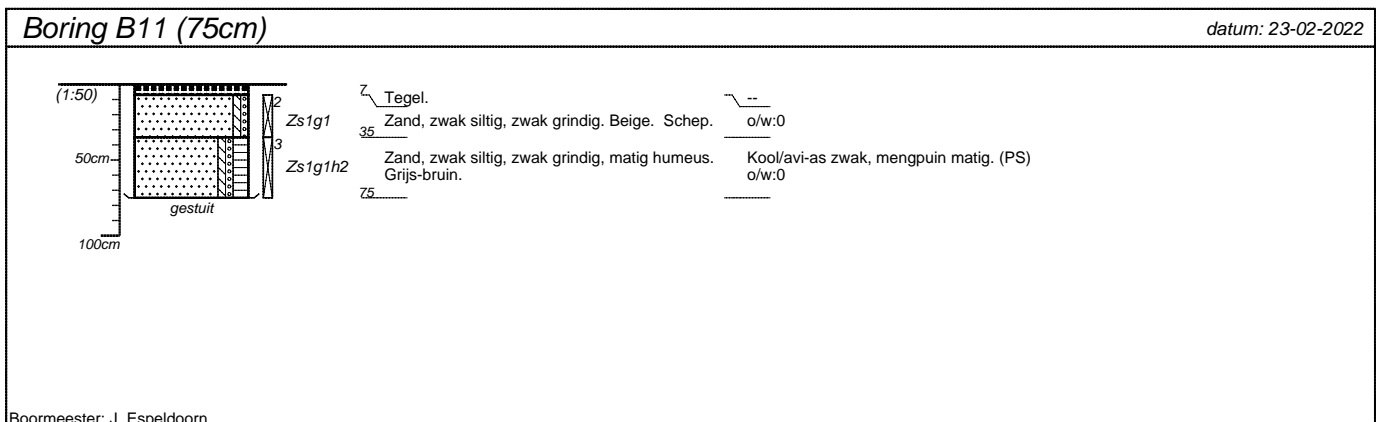 Boring B11 (75cm)
datum: 23-02-2022
(1:50)
7
Tegel.
--
2
Zs1g1
Zand, zwak siltig, zwak grindig. Beige. Schep.
o/w:0
35
3
50cm
Zs1g1h2
Zand, zwak siltig, zwak grindig, matig humeus.
Grijs-bruin.
Kool/avi-as zwak, mengpuin matig. (PS)
o/w:0
75
gestuit
100cm
Boormeester: J. Espeldoorn